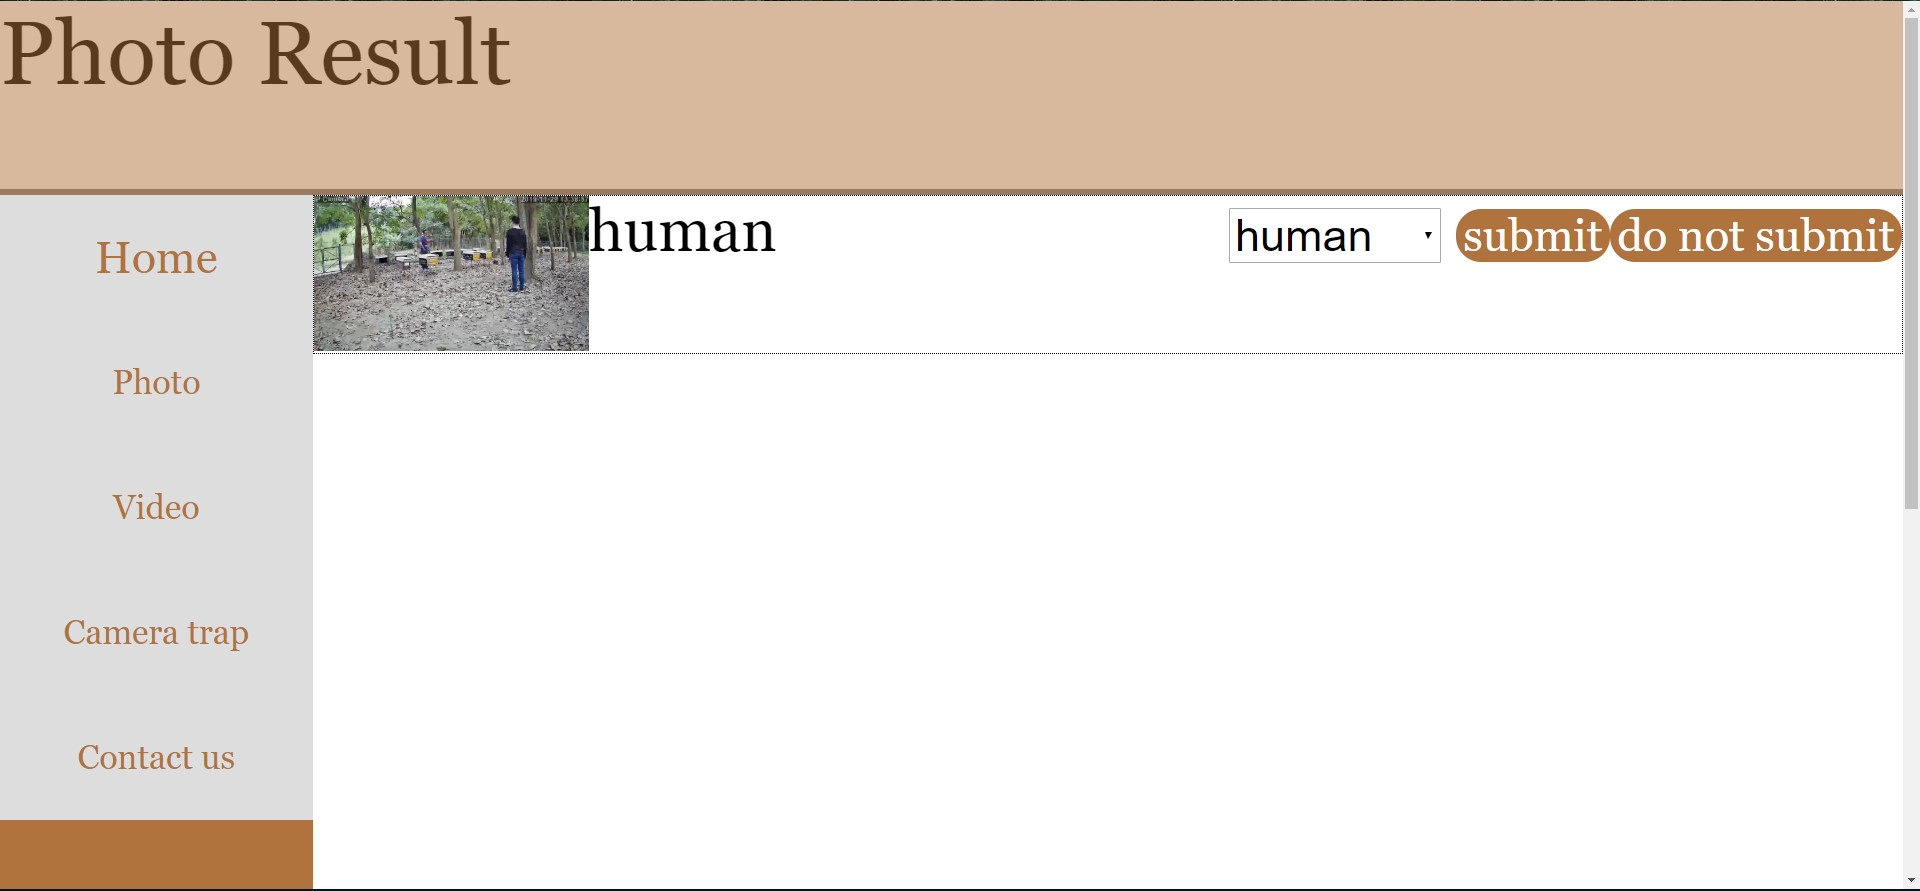 Photo Result
Home
Photo
Video
Camera trap
Contact us
human
human
submit
do not submit